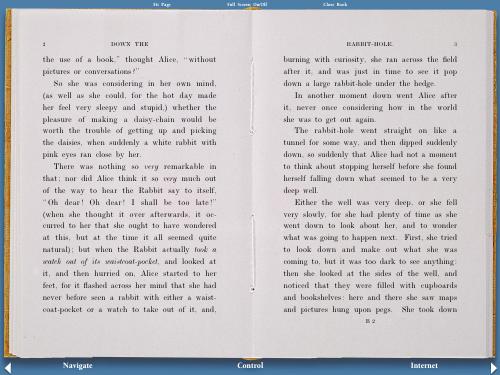 Str Page Full Screen On/Off Close Book
2 DOWN THE
the use of a book," thought Alice, "without
pictures or conversations?"
So she was considering in her own mind,
(as well as she could, for the hot day made
her feel very sleepy and stupid,) whether the
pleasure of making a daisy-chain would be
worth the trouble of getting up and picking
the daisies, when suddenly a white rabbit with
pink eyes ran close by her.
There was nothing so very remarkable in
that; nor did Alice think it so very much out
of the way to hear the Rabbit say to itself,
"Oh dear! Oh dear! I shall be too late!"
(when she thought it over afterwards, it oc-
curred to her that she ought to have wondered
at this, but at the time it all seemed quite
natural); but when the Rabbit actually took a
watch out of its waistcoat-pocket, and looked at
it, and then hurried on, Alice started to her
feet, for it flashed across her mind that she had
never before seen a rabbit with either a waist-
coat-pocket or a watch to take out of it, and,
RABBIT-HOLE. 3
burning with curiosity, she ran across the field
after it, and was just in time to see it pop
down a large rabbit-hole under the hedge.
In another moment down went Alice after
it, never once considering how in the world
she was to get out again.
The rabbit-hole went straight on like a
tunnel for some way, and then dipped suddenly
down, so suddenly that Alice had not a moment
to think about stopping herself before she found
herself falling down what seemed to be a very
deep well.
Either the well was very deep, or she fell
very slowly, for she had plenty of time as she
went down to look about her, and to wonder
what was going to happen next. First, she tried
to look down and make out what she was
coming to, but it was too dark to see anything:
then she looked at the sides of the well, and
noticed that they were filled with cupboards
and bookshelves: here and there she saw maps
and pictures hung upon pegs. She took down
B 2
Navigate Control Internet